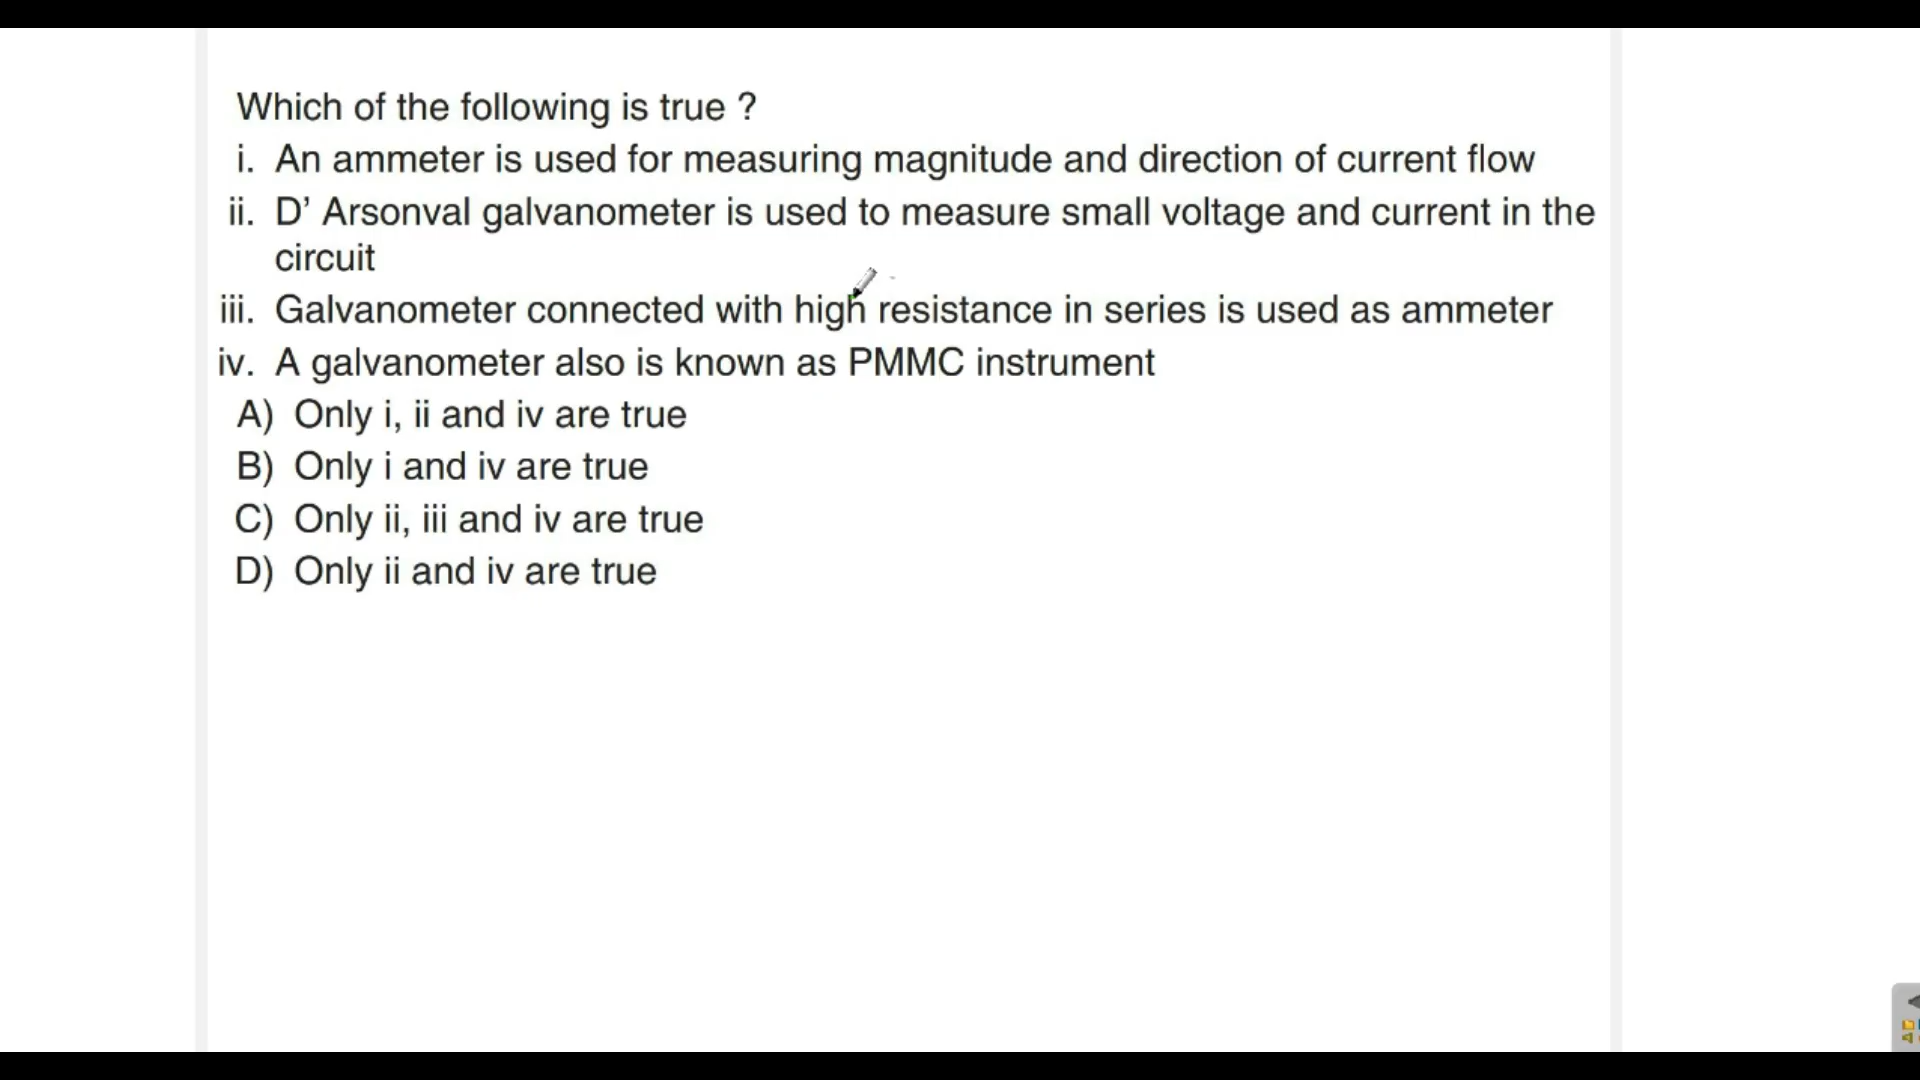 Which of the following is true ?
i. An ammeter is used for measuring magnitude and direction of current flow
ii. D’ Arsonval galvanometer is used to measure small voltage and current in the
circuit
iii. Galvanometer connected with high resistance in series is used as ammeter
iv. A galvanometer also is known as PMMC instrument
A) Only i, ii and iv are true
B) Only i and iv are true
C) Only ii, iii and iv are true
D) Only ii and iv are true